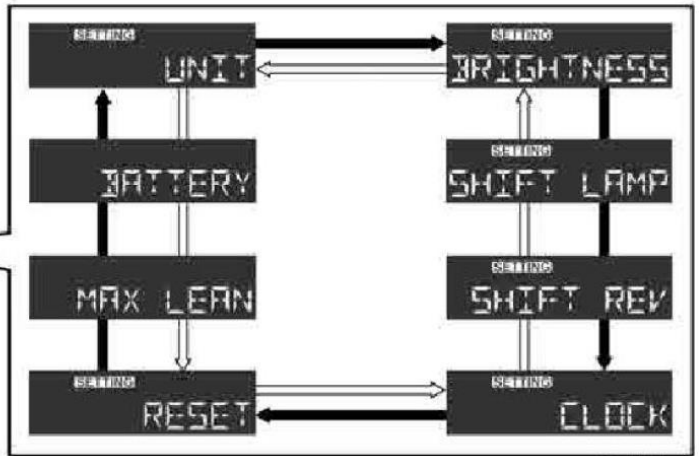 SETTING
UNIT
SETTING
BRIGHTNESS
BATTERY
SETTING
SHIFT LAMP
MAX LEAN
SETTING
SHIFT REV
SETTING
RESET
SETTING
CLOCK